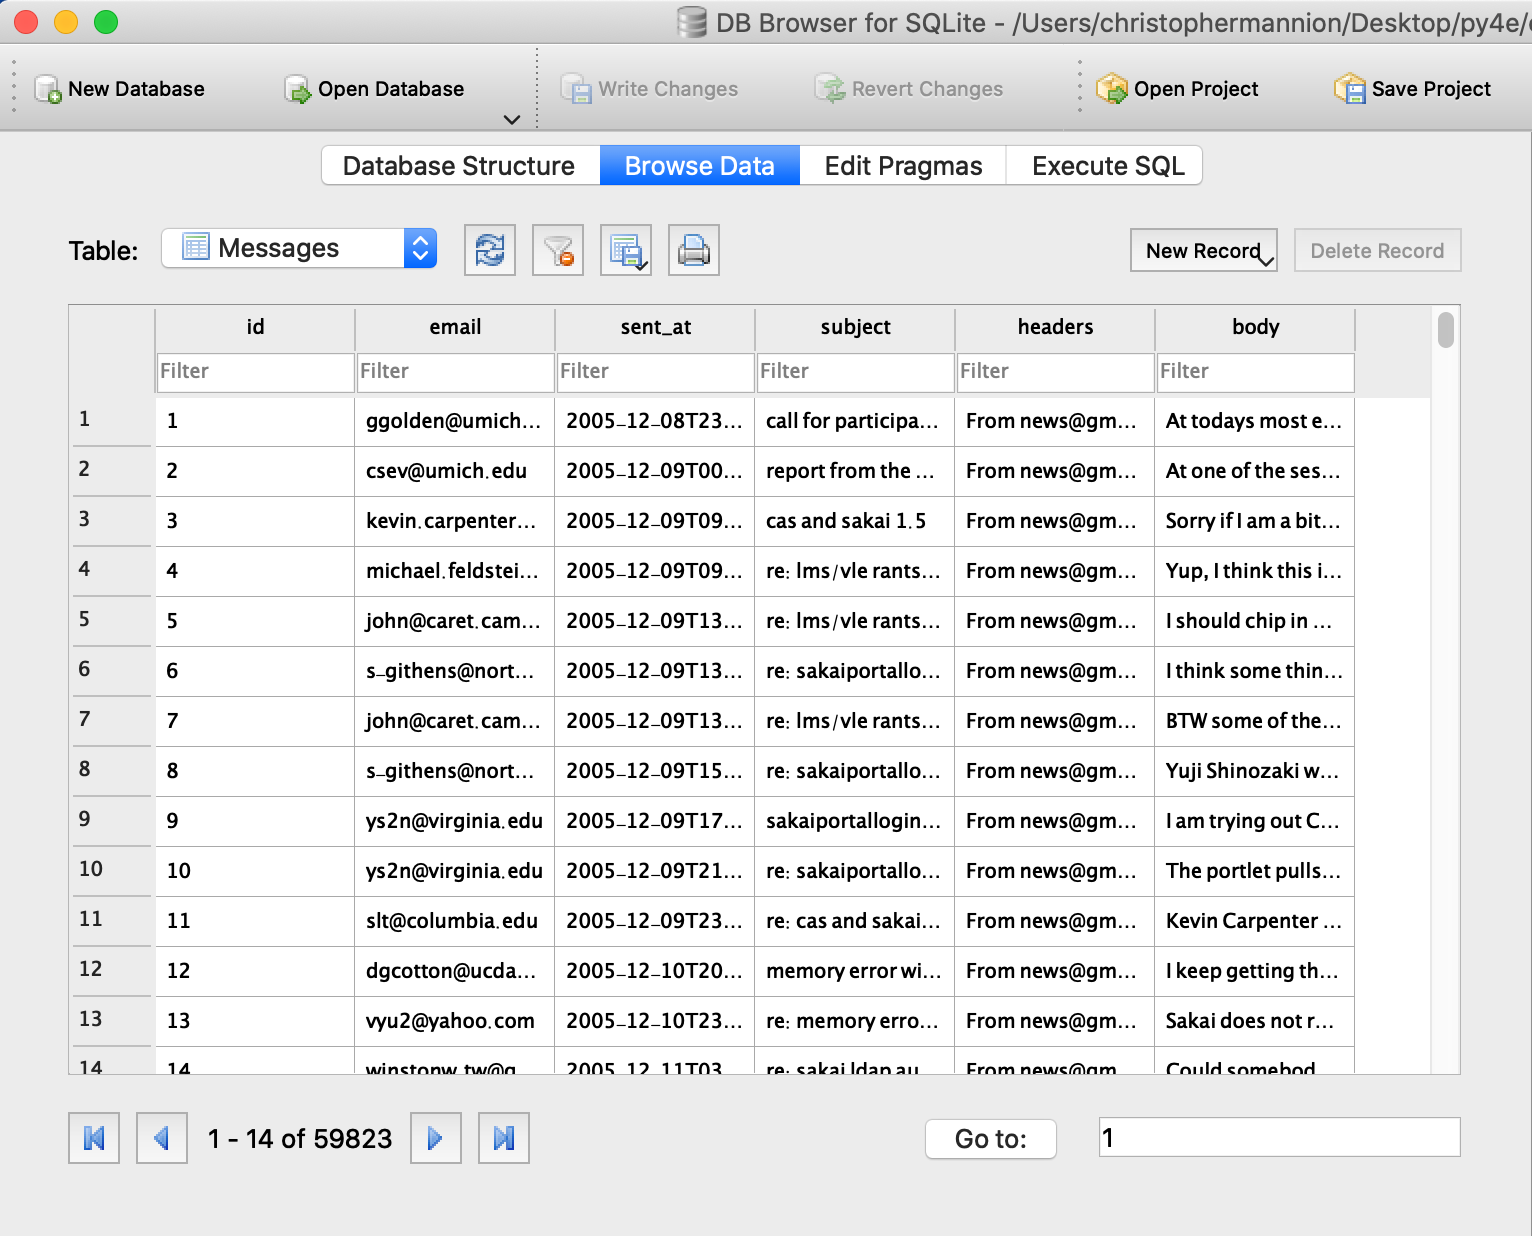 DB Browser for SQLite - /Users/christophermannion/Desktop/py4e/
New Database Open Database Write Changes Revert Changes Open Project Save Project
Database Structure Browse Data Edit Pragmas Execute SQL
Table: Messages New Record Delete Record
id email sent_at subject headers body
Filter Filter Filter Filter Filter Filter
1 1 ggolden@umich... 2005-12-08T23... call for participa... From news@gm... At todays most e...
2 2 csev@umich.edu 2005-12-09T00... report from the ... From news@gm... At one of the ses...
3 3 kevin.carpenter... 2005-12-09T09... cas and sakai 1.5 From news@gm... Sorry if I am a bit...
4 4 michael.feldstei... 2005-12-09T09... re: lms/vle rants... From news@gm... Yup, I think this i...
5 5 john@caret.cam... 2005-12-09T13... re: lms/vle rants... From news@gm... I should chip in ...
6 6 s_githens@nort... 2005-12-09T13... re: sakaiportallo... From news@gm... I think some thin...
7 7 john@caret.cam... 2005-12-09T13... re: lms/vle rants... From news@gm... BTW some of the...
8 8 s_githens@nort... 2005-12-09T15... re: sakaiportallo... From news@gm... Yuji Shinozaki w...
9 9 ys2n@virginia.edu 2005-12-09T17... sakaiportallogin... From news@gm... I am trying out C...
10 10 ys2n@virginia.edu 2005-12-09T21... re: sakaiportallo... From news@gm... The portlet pulls...
11 11 slt@columbia.edu 2005-12-09T23... re: cas and sakai... From news@gm... Kevin Carpenter ...
12 12 dgcotton@ucda... 2005-12-10T20... memory error wi... From news@gm... I keep getting th...
13 13 vyu2@yahoo.com 2005-12-10T23... re: memory erro... From news@gm... Sakai does not r...
14 14 winstonw.tw@g... 2005-12-11T03... re: sakai ldap au... From news@gm... Could somebod...
1 - 14 of 59823 Go to: 1